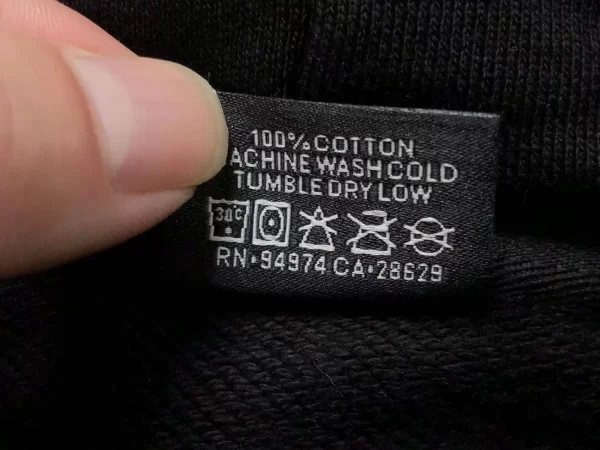 100% COTTON
ACHINE WASH COLD
TUMBLE DRY LOW
30°C
RN•94974 CA•28629